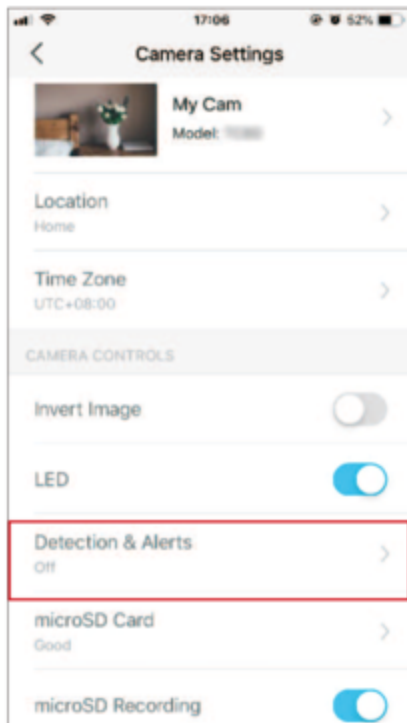 17:06
52%
Camera Settings
My Cam
Model:
Location
Home
Time Zone
UTC+08:00
CAMERA CONTROLS
Invert Image
LED
Detection & Alerts
Off
microSD Card
Good
microSD Recording